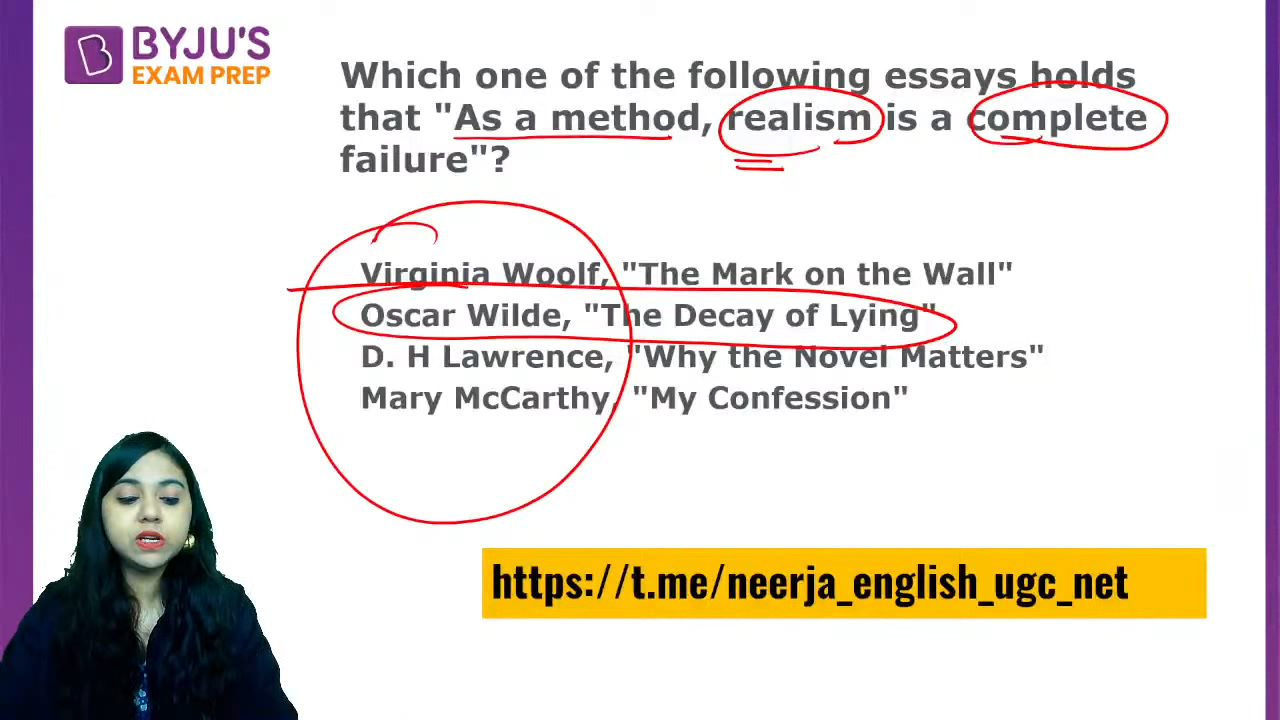 BYJU'S
EXAM PREP
Which one of the following essays holds
that "As a method, realism is a complete
failure"?
Virginia Woolf, "The Mark on the Wall"
Oscar Wilde, "The Decay of Lying"
D. H Lawrence, "Why the Novel Matters"
Mary McCarthy, "My Confession"
https://t.me/neerja_english_ugc_net